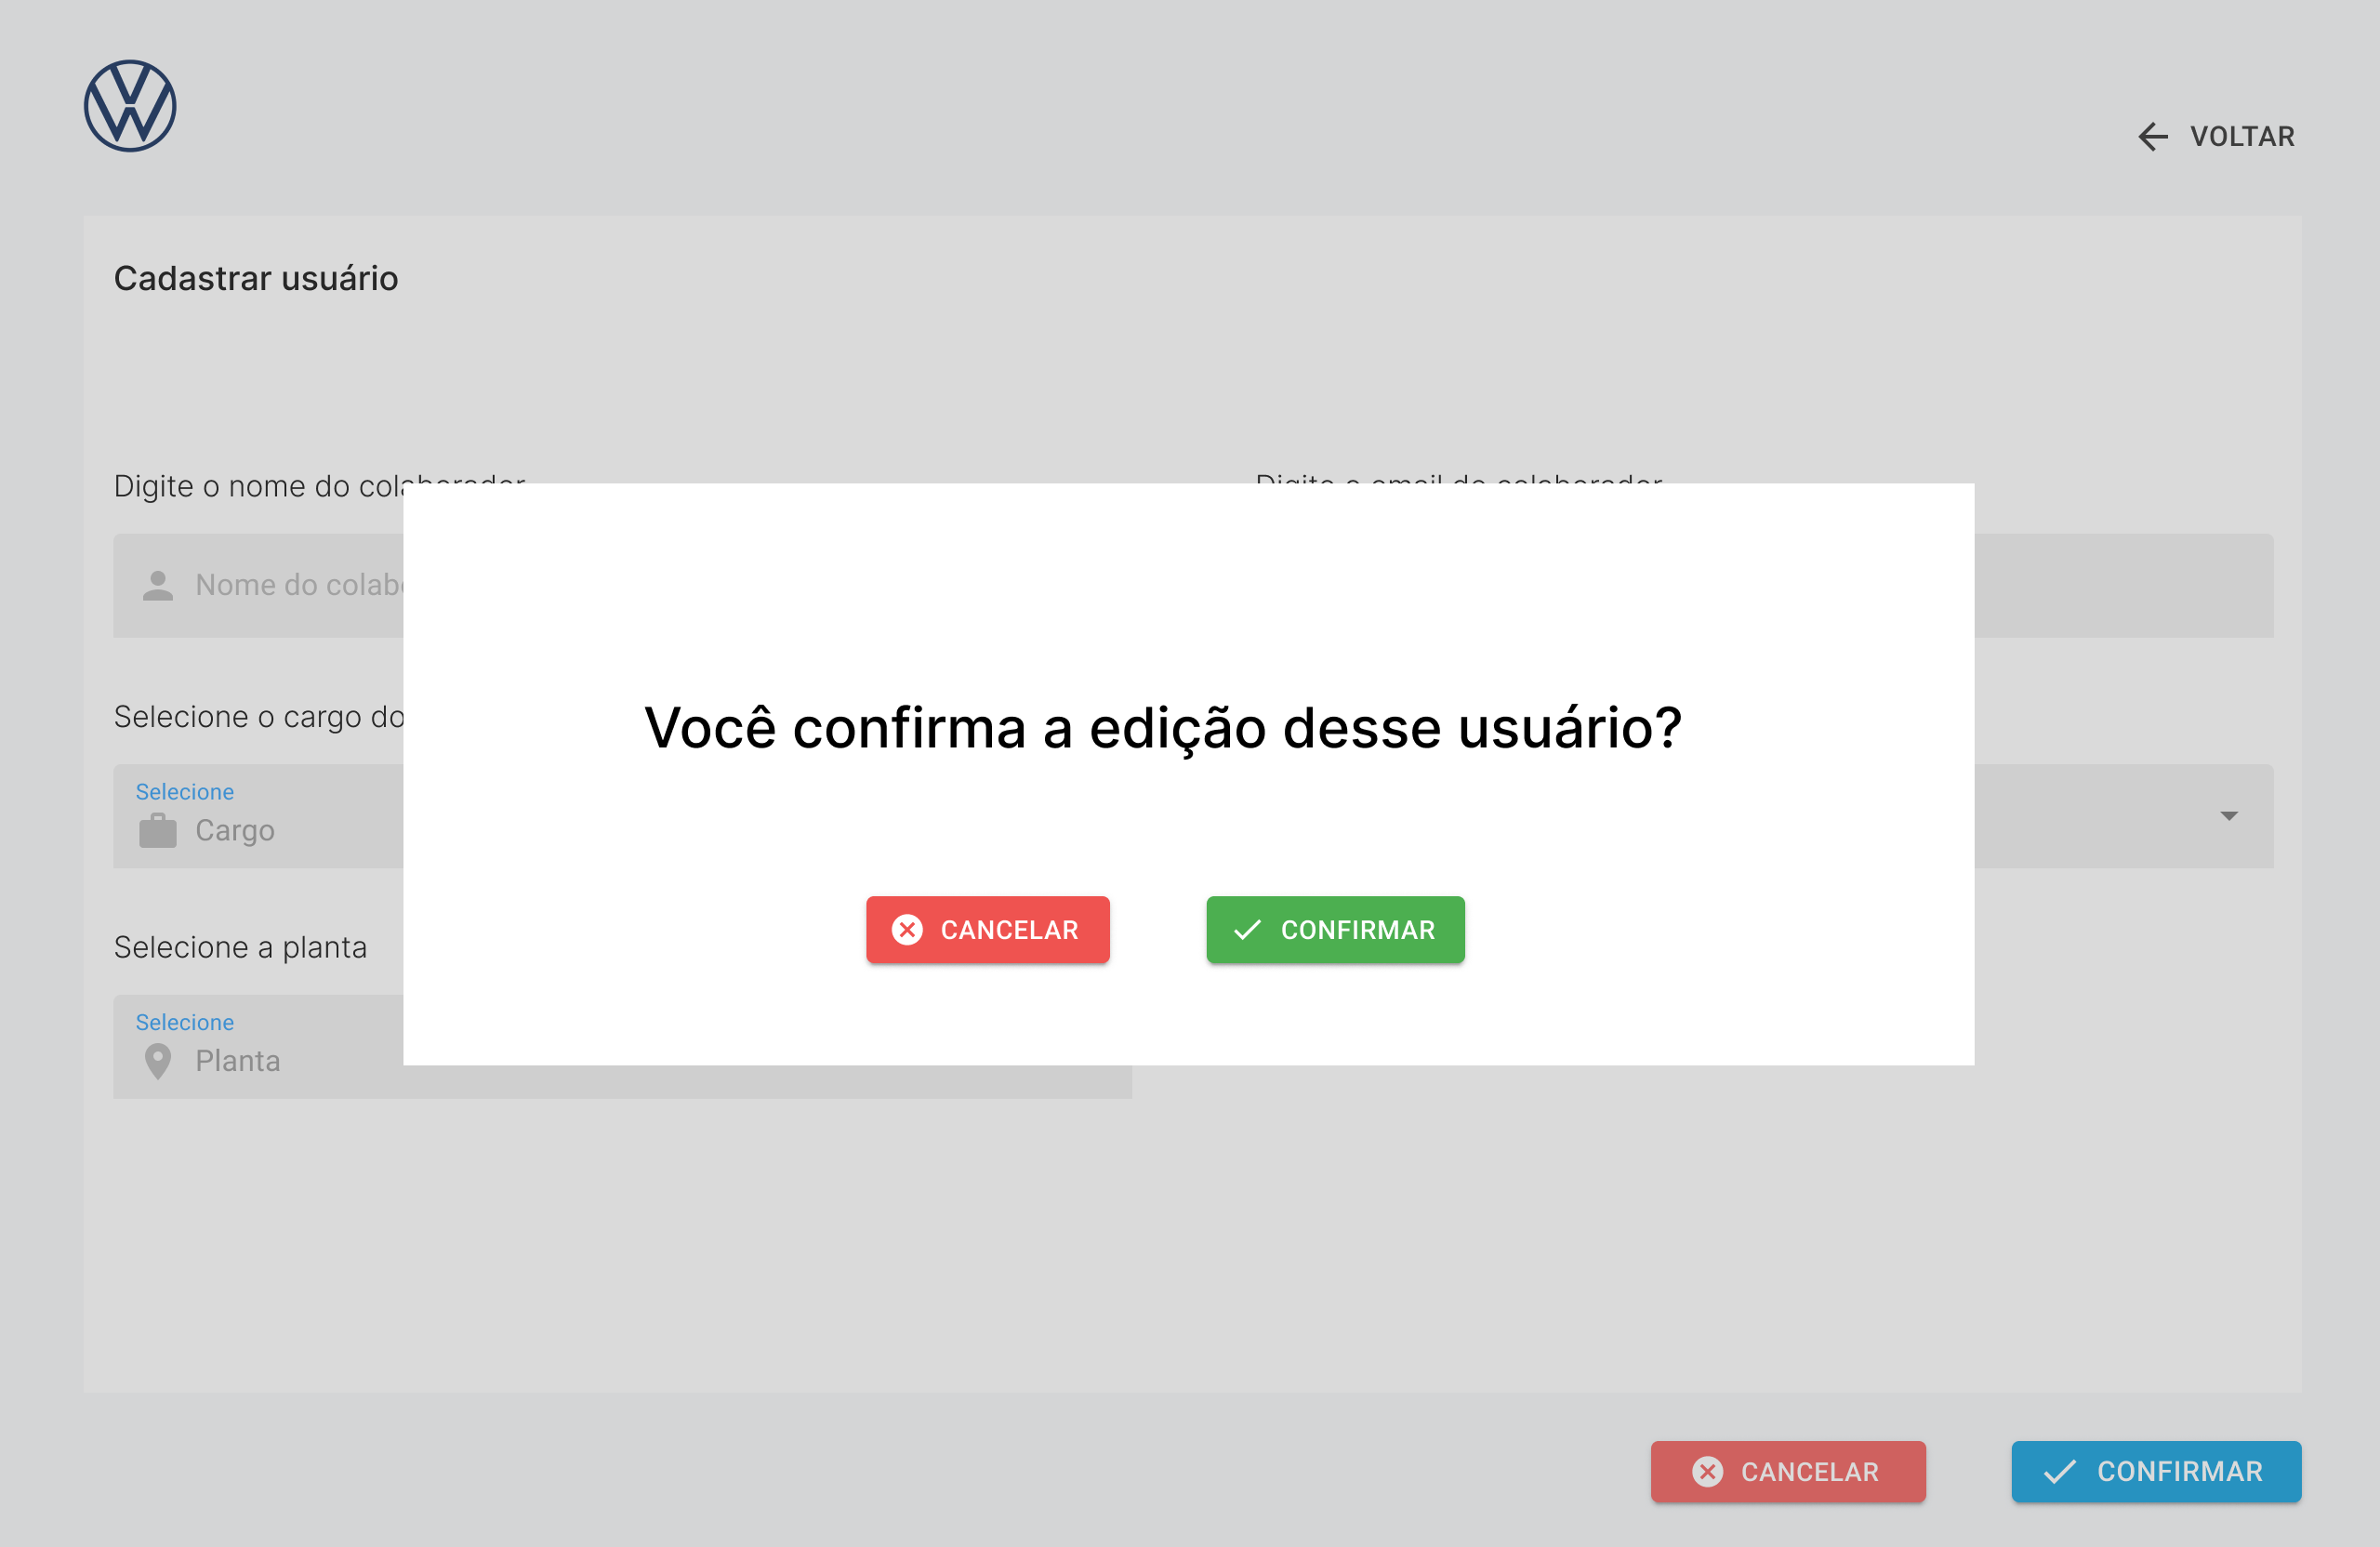 VOLTAR
Cadastrar usuário
Digite o nome do colaborador
Digite o email do colaborador
Nome do colab
Você confirma a edição desse usuário?
Selecione o cargo do
Selecione
Cargo
CANCELAR
CONFIRMAR
Selecione a planta
Selecione
Planta
CANCELAR
CONFIRMAR